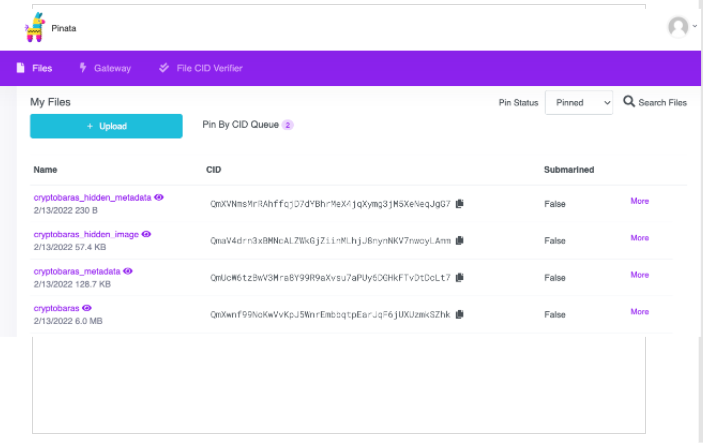 Pinata
Files Gateway File CID Verifier
My Files
Pin Status Pinned Search Files
+ Upload
Pin By CID Queue 2
Name CID Submarined
cryptobaras_hidden_metadata
2/13/2022 230 B
False More
cryptobaras_hidden_image
2/13/2022 57.4 KB
False More
cryptobaras_metadata
2/13/2022 128.7 KB
False More
cryptobaras
2/13/2022 6.0 MB
False More